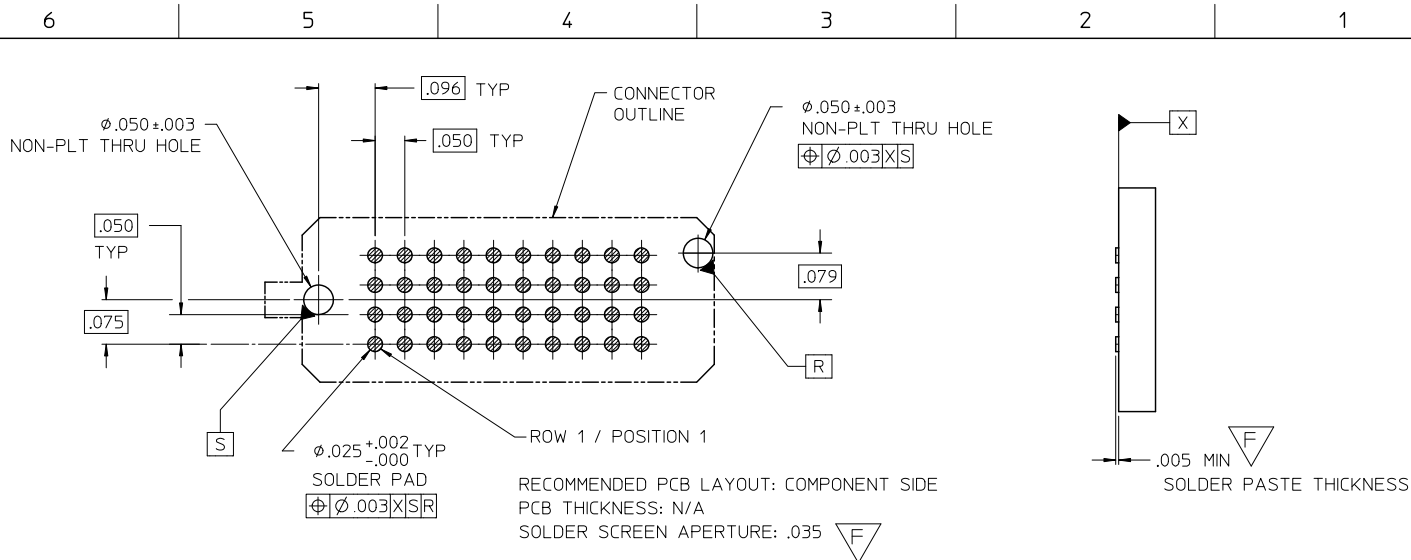 6 5 4 3 2 1
.096 TYP
.050 TYP
CONNECTOR
OUTLINE
⌀.050±.003
NON-PLT THRU HOLE
⌀.050±.003
NON-PLT THRU HOLE
⌖ ⌀.003 X S
X
.050
TYP
.075
.079
R
S
ROW 1 / POSITION 1
⌀.025 +.002 TYP
-.000
SOLDER PAD
⌖ ⌀.003 X S R
RECOMMENDED PCB LAYOUT: COMPONENT SIDE
PCB THICKNESS: N/A
SOLDER SCREEN APERTURE: .035 F
.005 MIN F
SOLDER PASTE THICKNESS